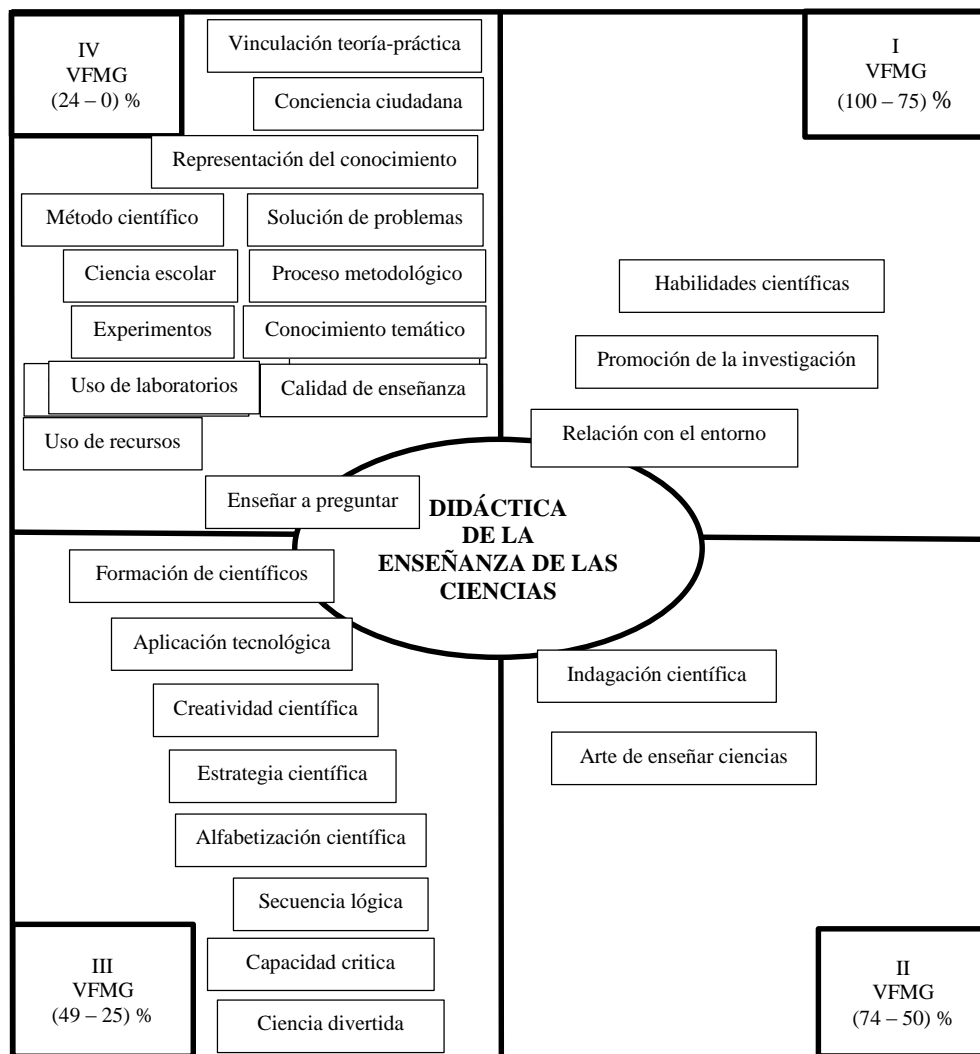 IV
VFMG
(24 – 0) %
Vinculación teoría-práctica
Conciencia ciudadana
Representación del conocimiento
Método científico
Solución de problemas
Ciencia escolar
Proceso metodológico
Experimentos
Conocimiento temático
Uso de laboratorios
Calidad de enseñanza
Uso de recursos
Enseñar a preguntar
I
VFMG
(100 – 75) %
Habilidades científicas
Promoción de la investigación
Relación con el entorno
DIDÁCTICA
DE LA
ENSEÑANZA DE LAS
CIENCIAS
Formación de científicos
Aplicación tecnológica
Creatividad científica
Estrategia científica
Alfabetización científica
Secuencia lógica
Capacidad critica
Ciencia divertida
III
VFMG
(49 – 25) %
Indagación científica
Arte de enseñar ciencias
II
VFMG
(74 – 50) %